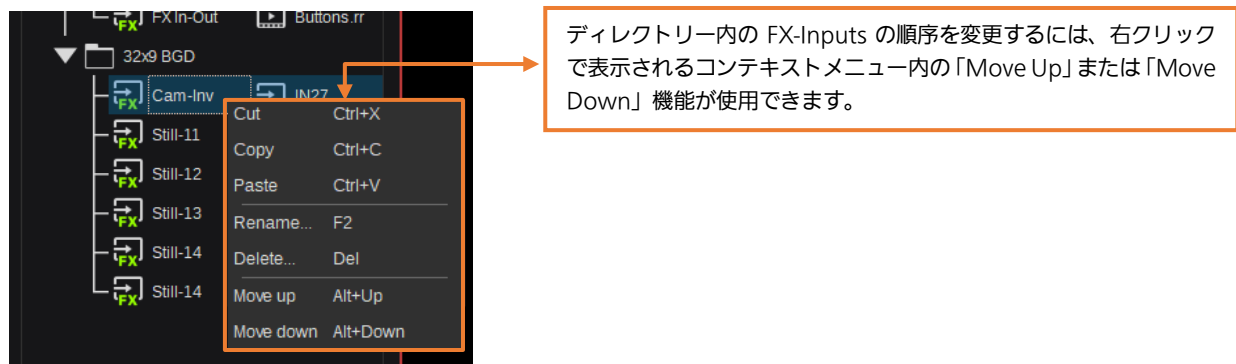 FX In-Out Buttons.rr
32x9 BGD
Cam-Inv IN27
Still-11
Still-12
Still-13
Still-14
Still-14
Cut Ctrl+X
Copy Ctrl+C
Paste Ctrl+V
Rename... F2
Delete... Del
Move up Alt+Up
Move down Alt+Down
ディレクトリー内の FX-Inputs の順序を変更するには、右クリック
で表示されるコンテキストメニュー内の「Move Up」または「Move
Down」機能が使用できます。